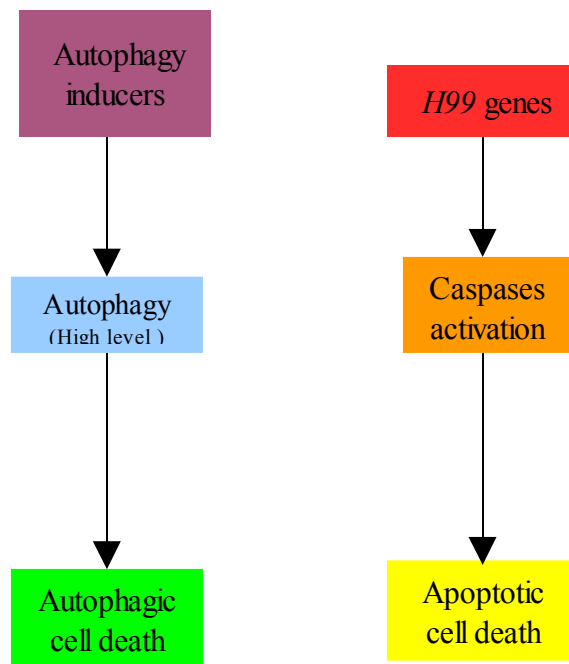 Autophagy
inducers
Autophagy
(High level )
Autophagic
cell death
H99 genes
Caspases
activation
Apoptotic
cell death